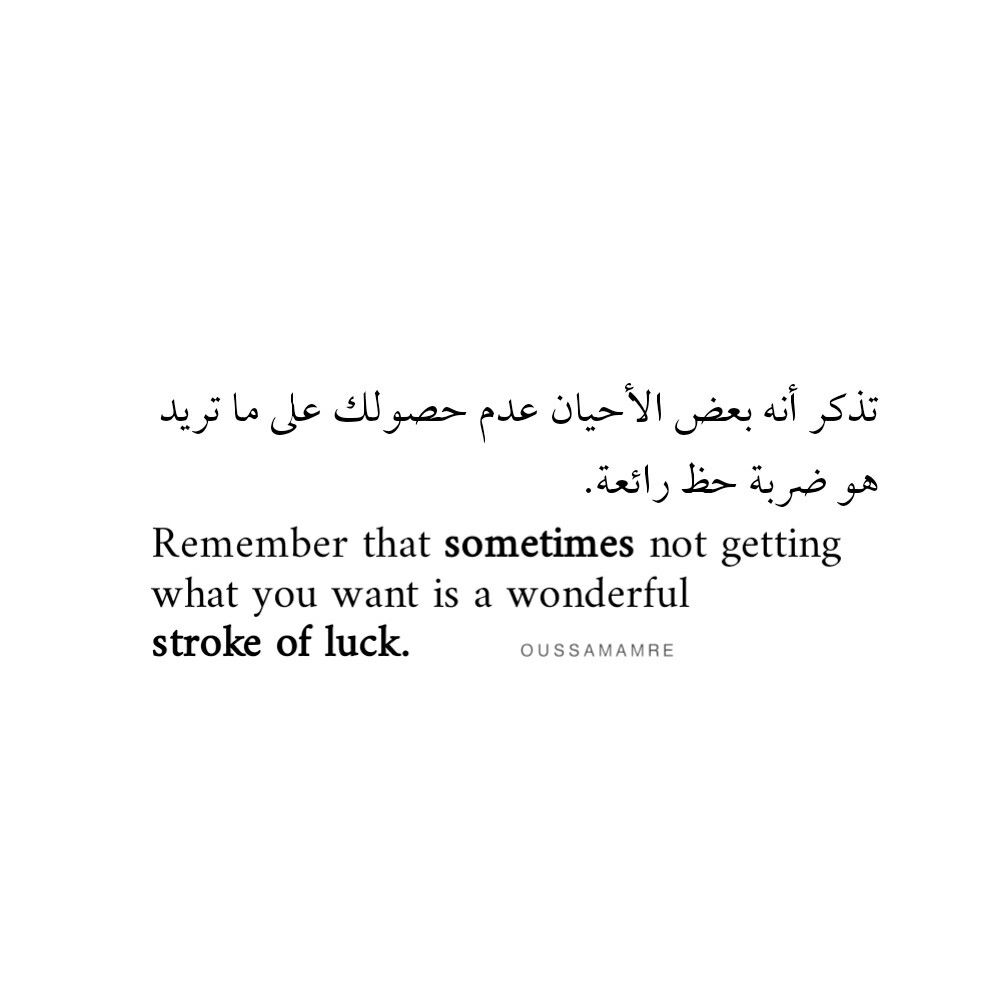 تذكر أنه بعض الأحيان عدم حصولك على ما تريد
هو ضربة حظ رائعة.
Remember that sometimes not getting
what you want is a wonderful
stroke of luck.
OUSSAMAMRE